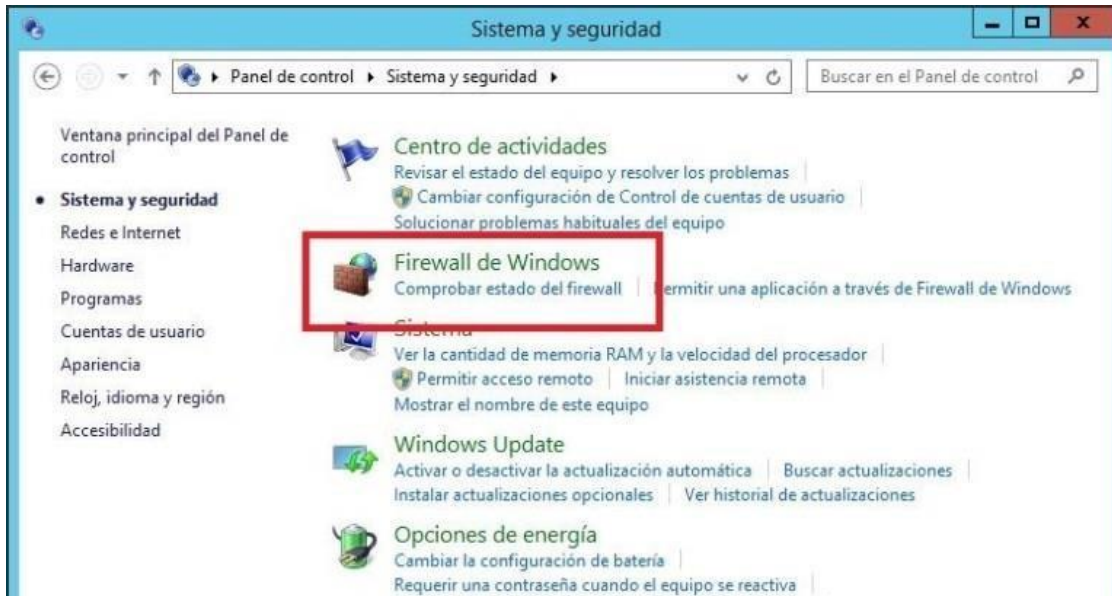 Sistema y seguridad
Panel de control Sistema y seguridad
Buscar en el Panel de control
Ventana principal del Panel de
control
Sistema y seguridad
Redes e Internet
Hardware
Programas
Cuentas de usuario
Apariencia
Reloj, idioma y región
Accesibilidad
Centro de actividades
Revisar el estado del equipo y resolver los problemas
Cambiar configuración de Control de cuentas de usuario
Solucionar problemas habituales del equipo
Firewall de Windows
Comprobar estado del firewall Permitir una aplicación a través de Firewall de Windows
Sistema
Ver la cantidad de memoria RAM y la velocidad del procesador
Permitir acceso remoto Iniciar asistencia remota
Mostrar el nombre de este equipo
Windows Update
Activar o desactivar la actualización automática Buscar actualizaciones
Instalar actualizaciones opcionales Ver historial de actualizaciones
Opciones de energía
Cambiar la configuración de batería
Requerir una contraseña cuando el equipo se reactiva